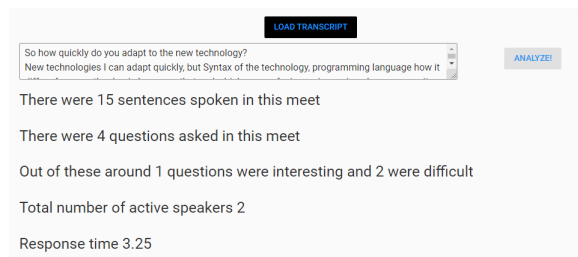 LOAD TRANSCRIPT
So how quickly do you adapt to the new technology?
New technologies I can adapt quickly, but Syntax of the technology, programming language how it
ANALYZE!
There were 15 sentences spoken in this meet
There were 4 questions asked in this meet
Out of these around 1 questions were interesting and 2 were difficult
Total number of active speakers 2
Response time 3.25